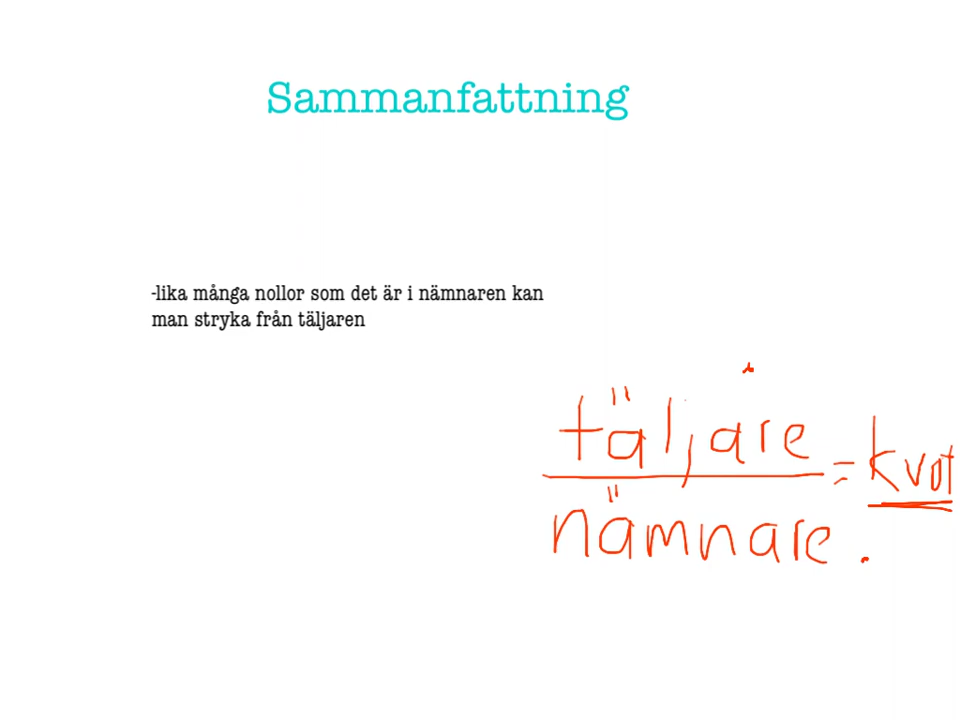 Sammanfattning
-lika många nollor som det är i nämnaren kan
man stryka från täljaren
täljare
= kvot
nämnare.